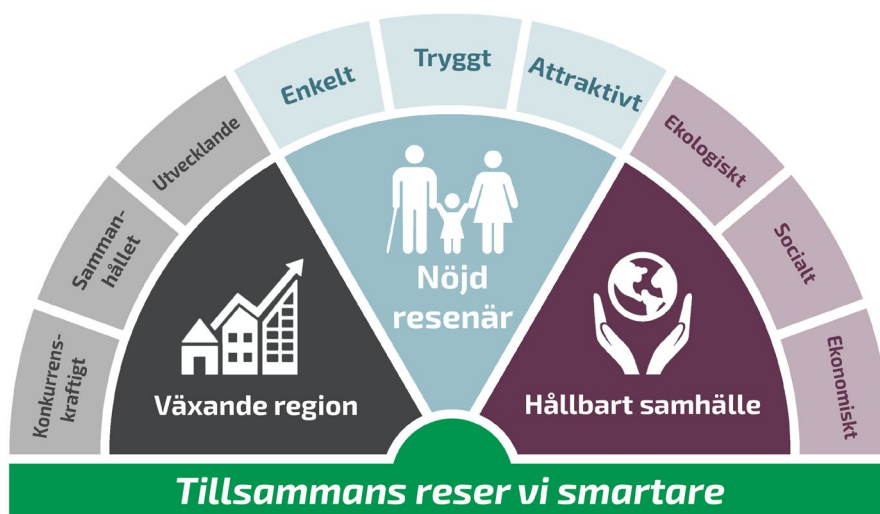 Konkurrens-
kraftigt
Samman-
hållet
Utvecklande
Enkelt
Tryggt
Attraktivt
Ekologiskt
Socialt
Ekonomiskt
Växande region
Nöjd
resenär
Hållbart samhälle
Tillsammans reser vi smartare